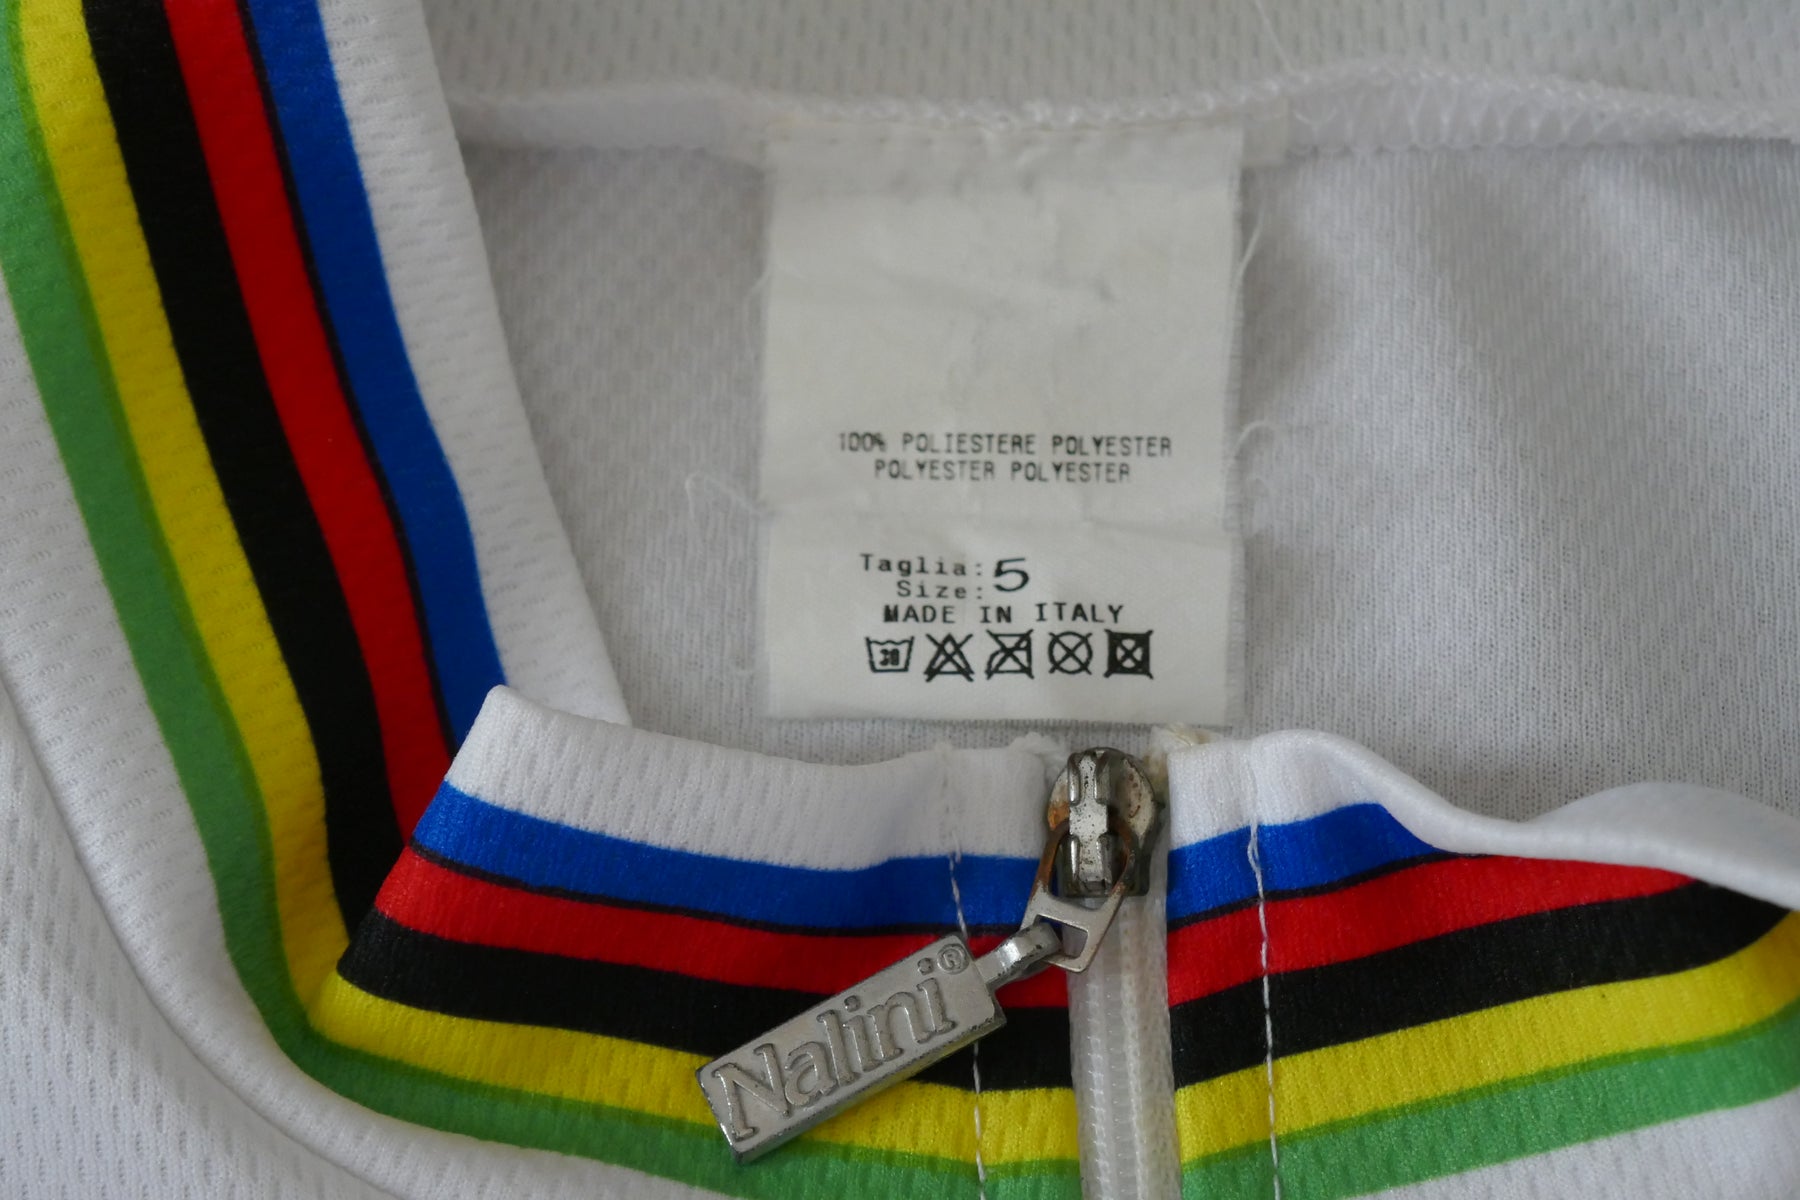 100% POLIESTERE POLYESTER
POLYESTER POLYESTER
Taglia: 5
Size:
MADE IN ITALY
30
Nalini®